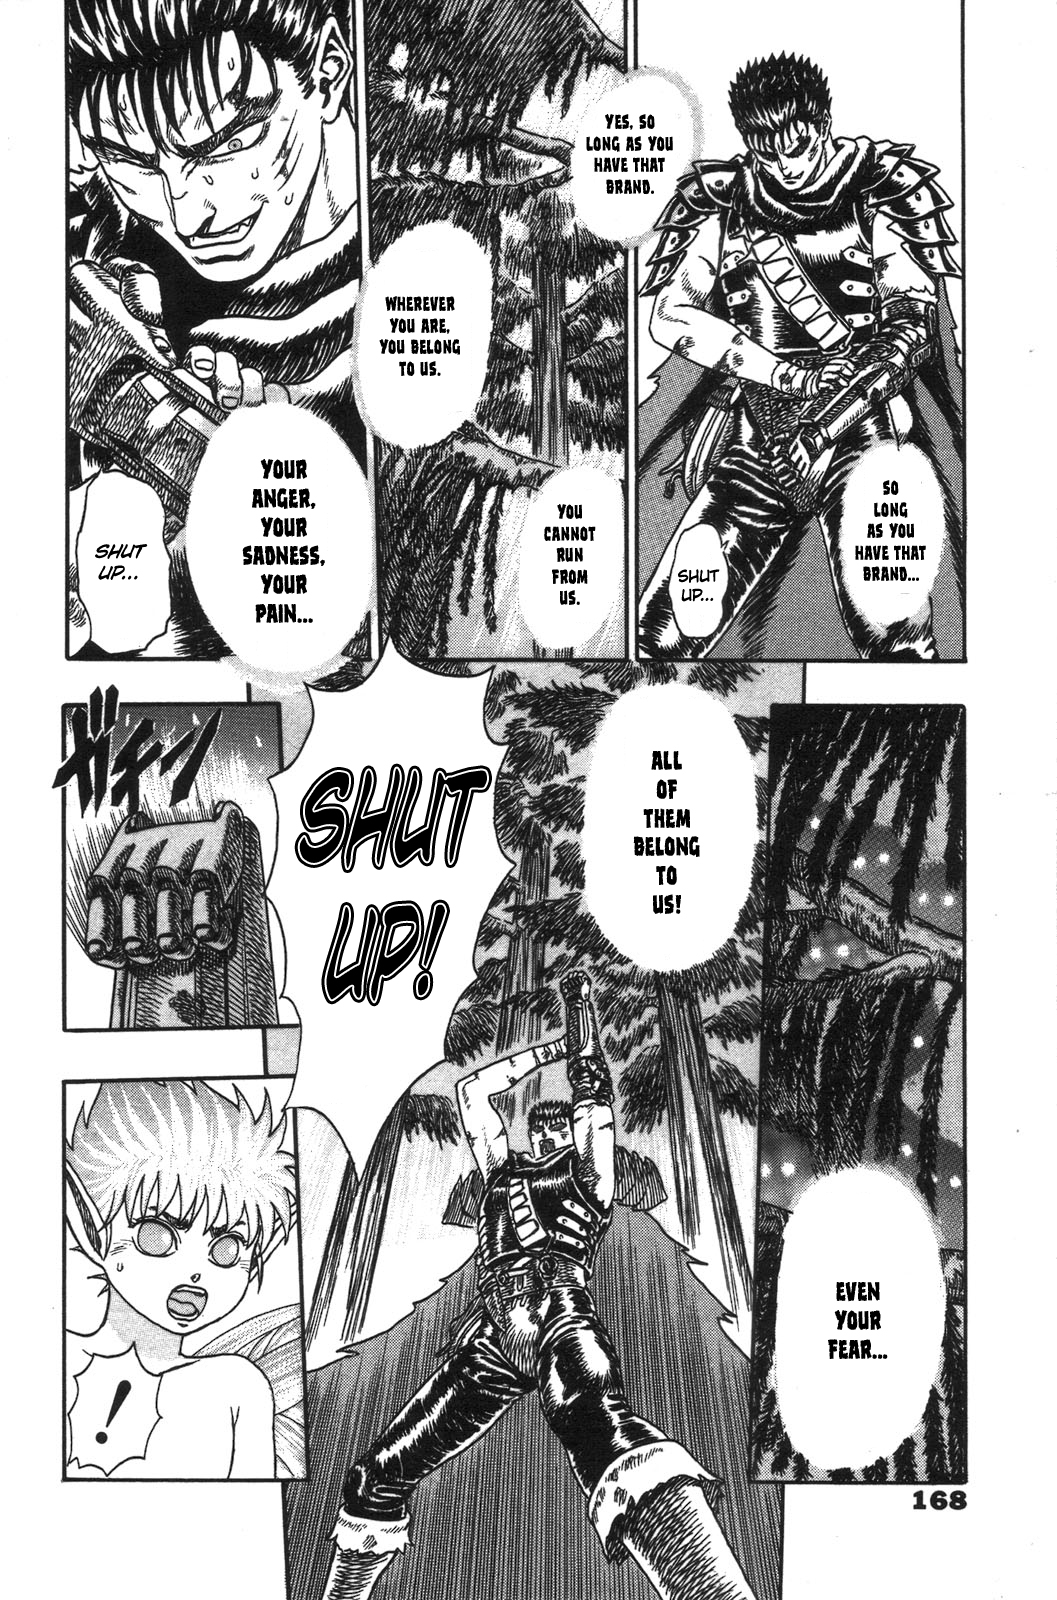 YES, SO
LONG AS YOU
HAVE THAT
BRAND.
SO
LONG
AS YOU
HAVE THAT
BRAND...
SHUT
UP...
WHEREVER
YOU ARE,
YOU BELONG
TO US.
YOU
CANNOT
RUN
FROM
US.
YOUR
ANGER,
YOUR
SADNESS,
YOUR
PAIN...
SHUT
UP...
EVEN
YOUR
FEAR...
ALL
OF
THEM
BELONG
TO
US!
SHUT
UP!
ガチン
!
168